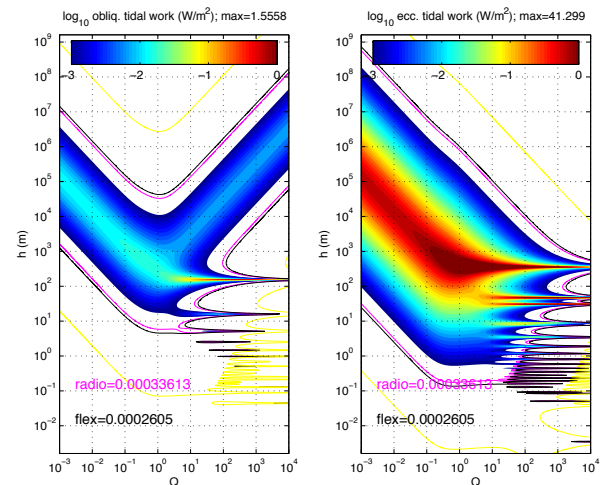 log10 obliq. tidal work (W/m2); max=1.5558
−3 −2 −1 0
h (m)
10^9
10^8
10^7
10^6
10^5
10^4
10^3
10^2
10^1
10^0
10^−1
10^−2
radio=0.00033613
flex=0.0002605
10^−3 10^−2 10^−1 10^0 10^1 10^2 10^3 10^4
Q
log10 ecc. tidal work (W/m2); max=41.299
−3 −2 −1 0
h (m)
10^9
10^8
10^7
10^6
10^5
10^4
10^3
10^2
10^1
10^0
10^−1
10^−2
radio=0.00033613
flex=0.0002605
10^−3 10^−2 10^−1 10^0 10^1 10^2 10^3 10^4
Q